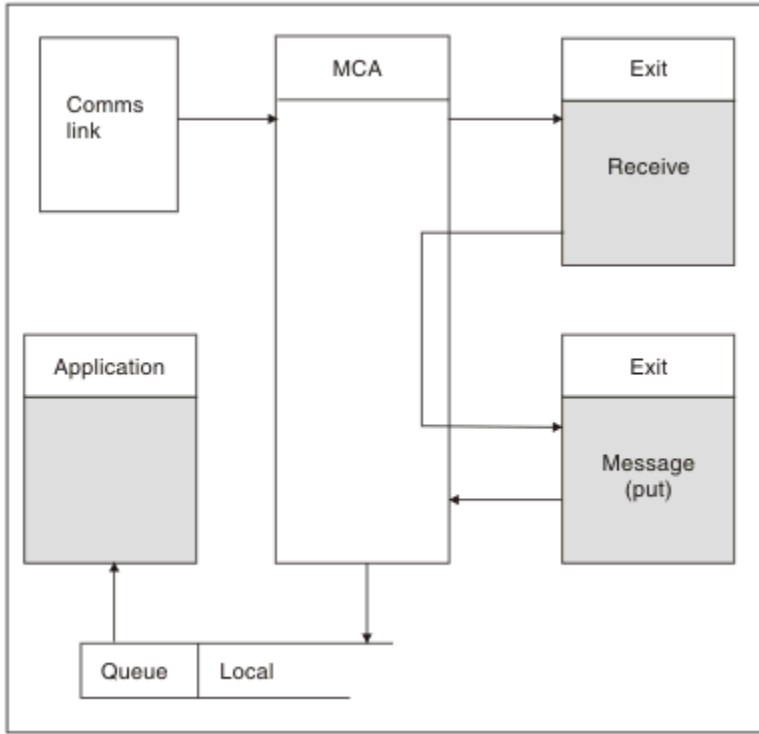 Comms
link
MCA
Exit
Receive
Application
Exit
Message
(put)
Queue
Local